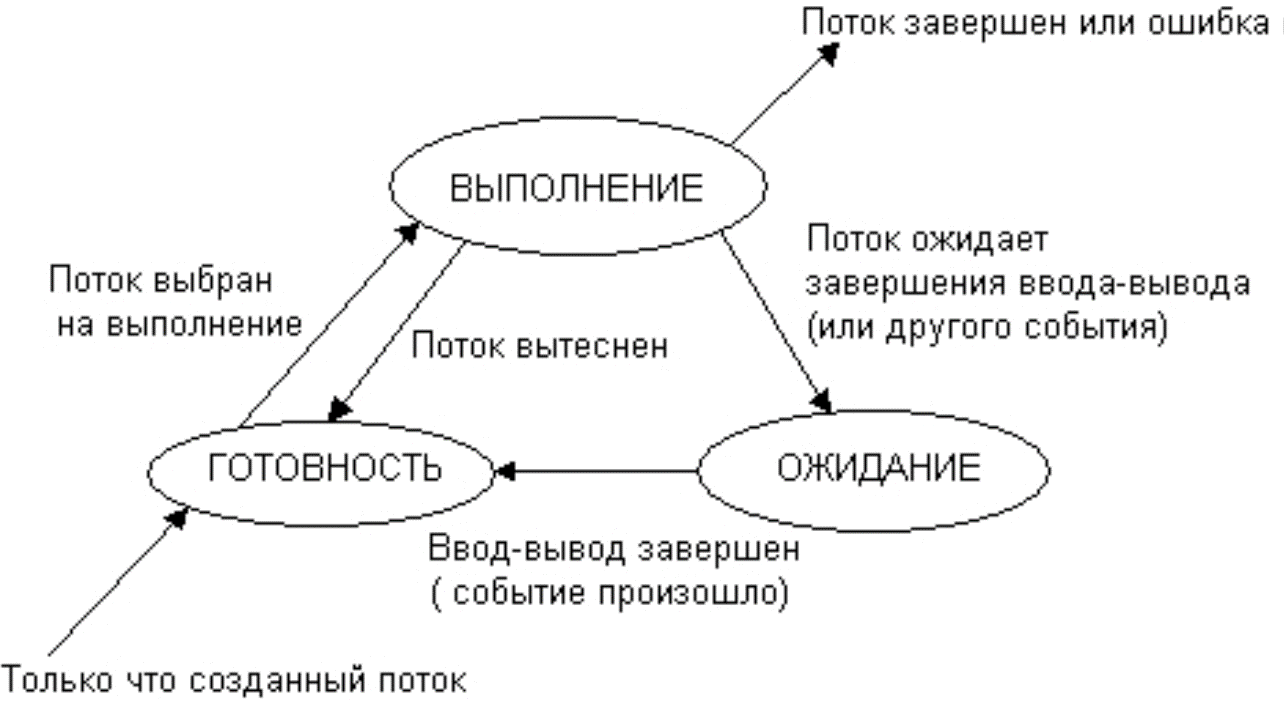 Поток завершен или ошибка
ВЫПОЛНЕНИЕ
Поток ожидает
завершения ввода-вывода
(или другого события)
Поток выбран
на выполнение
Поток вытеснен
ГОТОВНОСТЬ
ОЖИДАНИЕ
Ввод-вывод завершен
( событие произошло)
Только что созданный поток